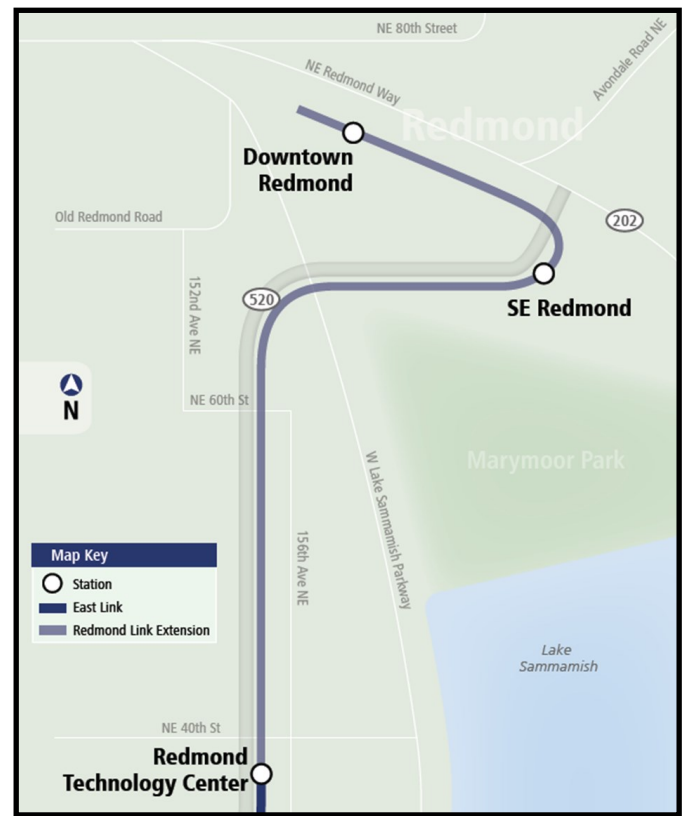 NE 80th Street
Avondale Road NE
NE Redmond Way
Redmond
Downtown
Redmond
Old Redmond Road
202
520
152nd Ave NE
SE Redmond
N
NE 60th St
Marymoor Park
W Lake Sammamish Parkway
156th Ave NE
Map Key
Station
East Link
Redmond Link Extension
Lake
Sammamish
NE 40th St
Redmond
Technology Center